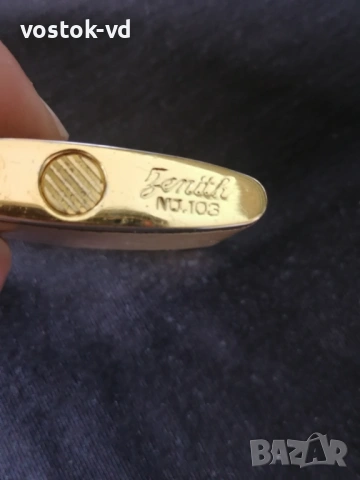 vostok-vd
Zenith
NJ.103
BAZAR